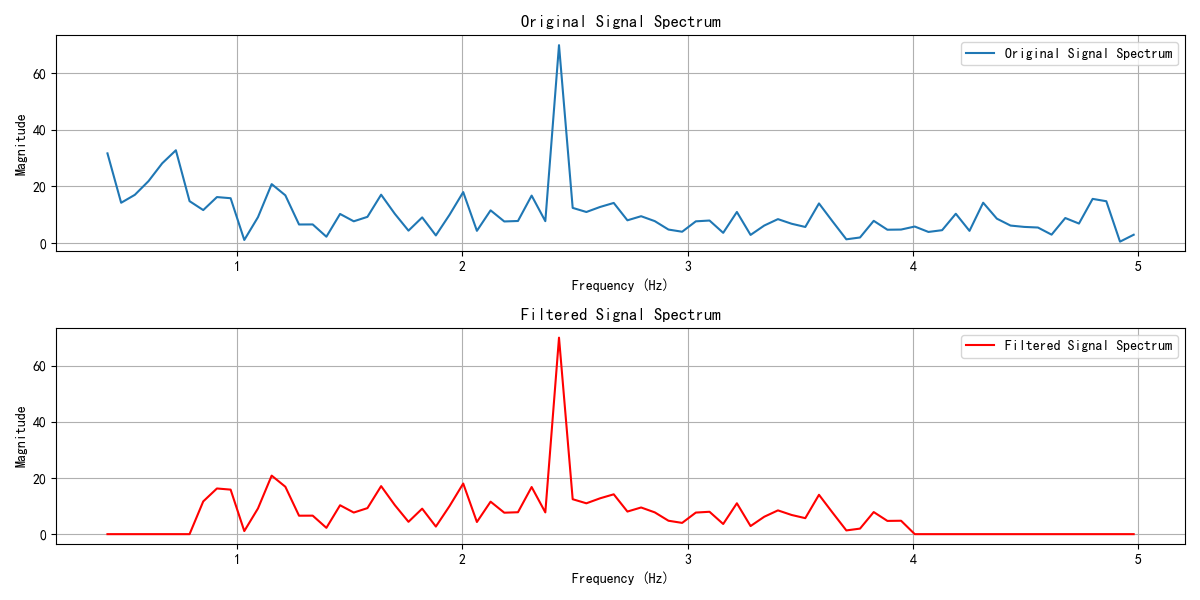 Original Signal Spectrum
Original Signal Spectrum
Magnitude
60
40
20
0
1 2 3 4 5
Frequency (Hz)
Filtered Signal Spectrum
Filtered Signal Spectrum
Magnitude
60
40
20
0
1 2 3 4 5
Frequency (Hz)